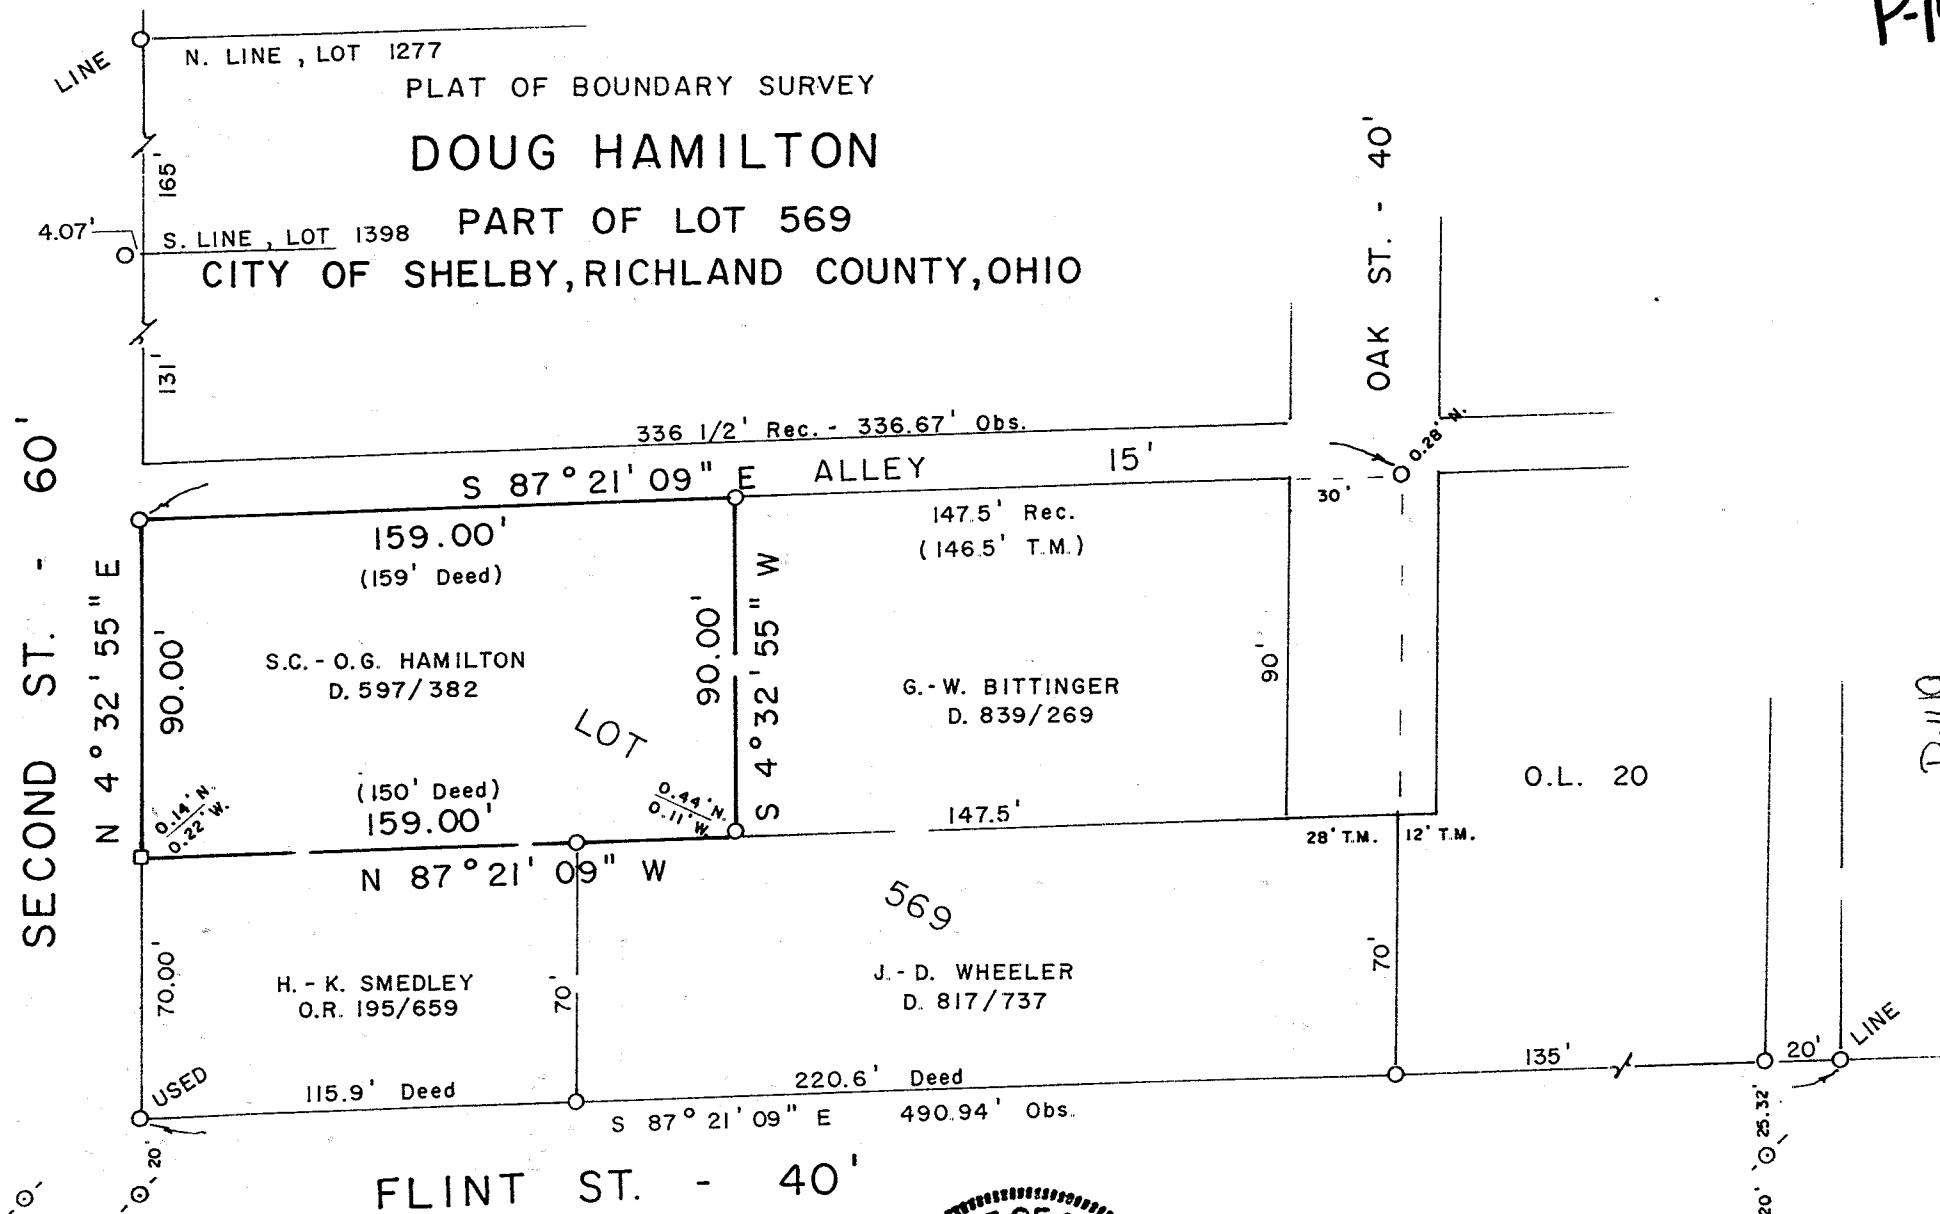 P-1
LINE
N. LINE , LOT 1277
PLAT OF BOUNDARY SURVEY
DOUG HAMILTON
165'
PART OF LOT 569
4.07'
S. LINE , LOT 1398
CITY OF SHELBY, RICHLAND COUNTY, OHIO
OAK ST. - 40'
131'
336 1/2' Rec. - 336.67' Obs.
0.28' N.
SECOND ST. - 60'
S 87° 21' 09" E
ALLEY 15'
30'
159.00'
(159' Deed)
147.5' Rec.
(146.5' T.M.)
N 4° 32' 55" E
90.00'
90.00'
S 4° 32' 55" W
90'
S.C. - O.G. HAMILTON
D. 597/382
G. - W. BITTINGER
D. 839/269
LOT
O.L. 20
(150' Deed)
159.00'
0.14' N.
0.22' W.
0.44' N.
0.11' W.
147.5'
28' T.M.
12' T.M.
N 87° 21' 09" W
569
70.00'
H. - K. SMEDLEY
O.R. 195/659
70'
J. - D. WHEELER
D. 817/737
70'
USED
115.9' Deed
220.6' Deed
135'
20'
LINE
S 87° 21' 09" E 490.94' Obs.
20'
25.32'
20'
FLINT ST. - 40'